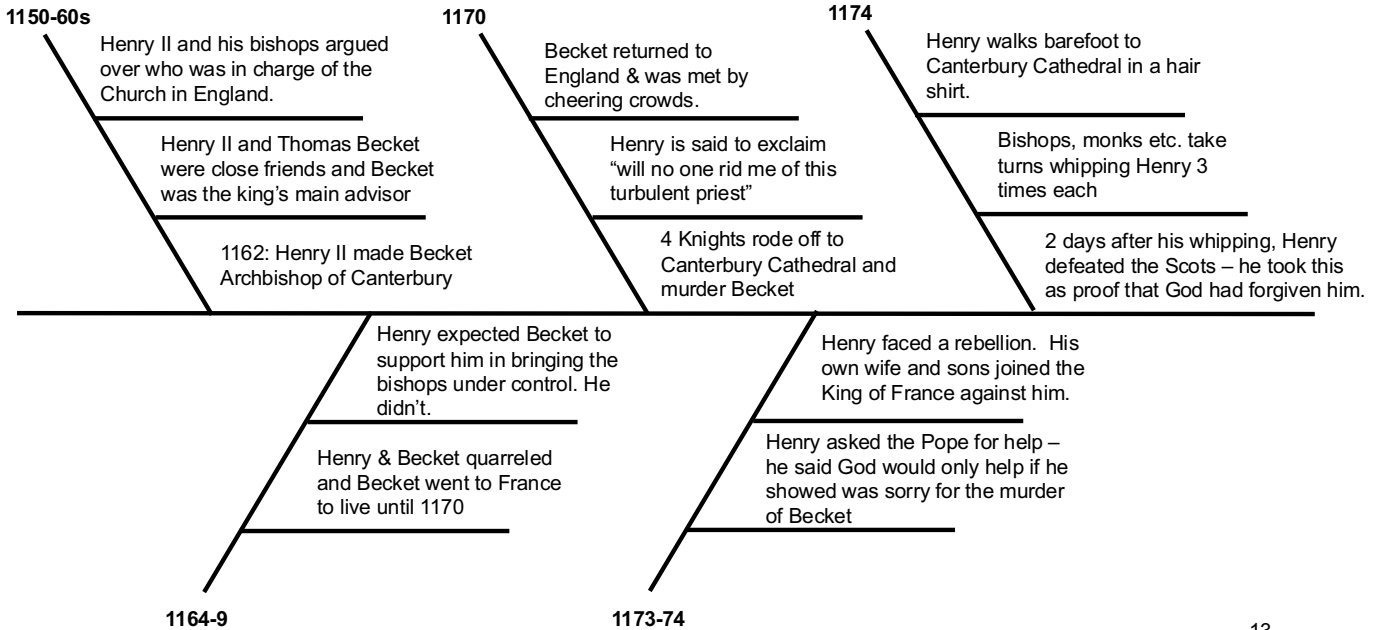 1150-60s
Henry II and his bishops argued
over who was in charge of the
Church in England.
Henry II and Thomas Becket
were close friends and Becket
was the king’s main advisor
1162: Henry II made Becket
Archbishop of Canterbury
Henry expected Becket to
support him in bringing the
bishops under control. He
didn’t.
Henry & Becket quarreled
and Becket went to France
to live until 1170
1164-9
1170
Becket returned to
England & was met by
cheering crowds.
Henry is said to exclaim
“will no one rid me of this
turbulent priest”
4 Knights rode off to
Canterbury Cathedral and
murder Becket
Henry faced a rebellion.  His
own wife and sons joined the
King of France against him.
Henry asked the Pope for help –
he said God would only help if he
showed was sorry for the murder
of Becket
1173-74
1174
Henry walks barefoot to
Canterbury Cathedral in a hair
shirt.
Bishops, monks etc. take
turns whipping Henry 3
times each
2 days after his whipping, Henry
defeated the Scots – he took this
as proof that God had forgiven him.